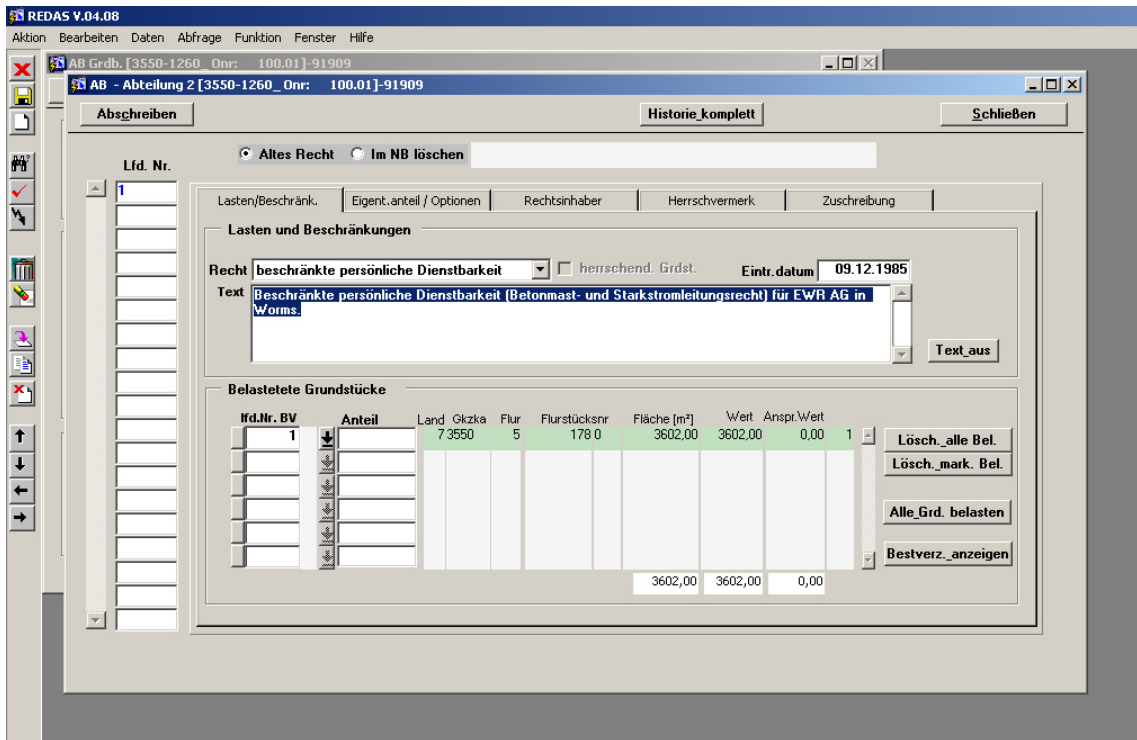 REDAS V.04.08
Aktion Bearbeiten Daten Abfrage Funktion Fenster Hilfe
AB Grdb. [3550-1260_ Onr: 100.01]-91909
AB - Abteilung 2 [3550-1260_ Onr: 100.01]-91909
Abschreiben Historie_komplett Schließen
Altes Recht Im NB löschen
Lfd. Nr.
1
Lasten/Beschränk. Eigent.anteil / Optionen Rechtsinhaber Herrschvermerk Zuschreibung
Lasten und Beschränkungen
Recht beschränkte persönliche Dienstbarkeit herrschend. Grdst. Eintr.datum 09.12.1985
Text Beschränkte persönliche Dienstbarkeit (Betonmast- und Starkstromleitungsrecht) für EWR AG in
Worms.
Text_aus
Belastetete Grundstücke
lfd.Nr. BV Anteil Land Gkzka Flur Flurstücksnr Fläche [m²] Wert Anspr.Wert
1 7 3550 5 178 0 3602,00 3602,00 0,00 1
Lösch._alle Bel.
Lösch._mark. Bel.
Alle_Grd. belasten
Bestverz._anzeigen
3602,00 3602,00 0,00